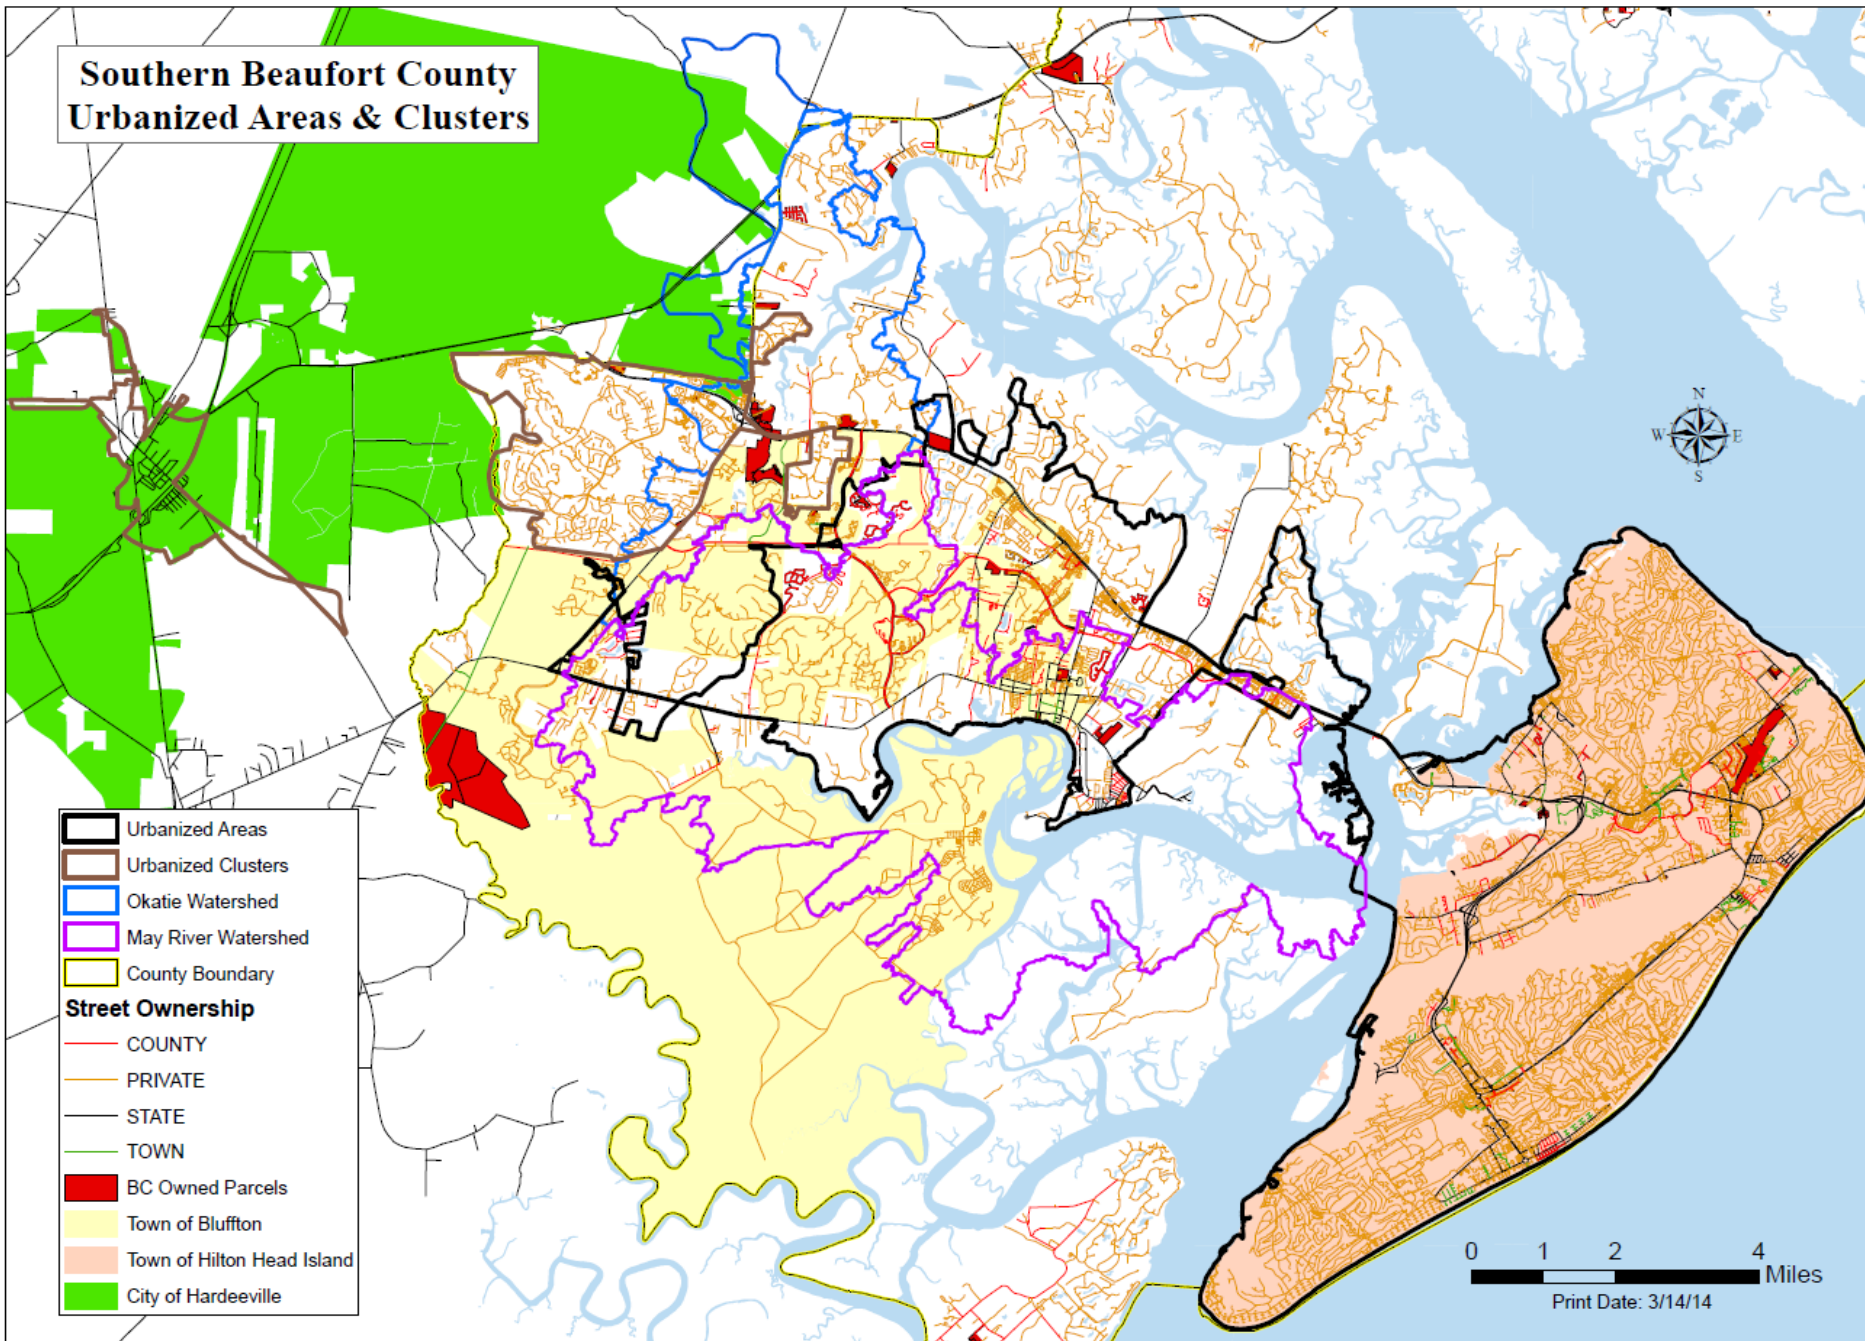 Southern Beaufort County
Urbanized Areas & Clusters
N
W E
S
Urbanized Areas
Urbanized Clusters
Okatie Watershed
May River Watershed
County Boundary
Street Ownership
COUNTY
PRIVATE
STATE
TOWN
BC Owned Parcels
Town of Bluffton
Town of Hilton Head Island
City of Hardeeville
0 1 2 4
Miles
Print Date: 3/14/14